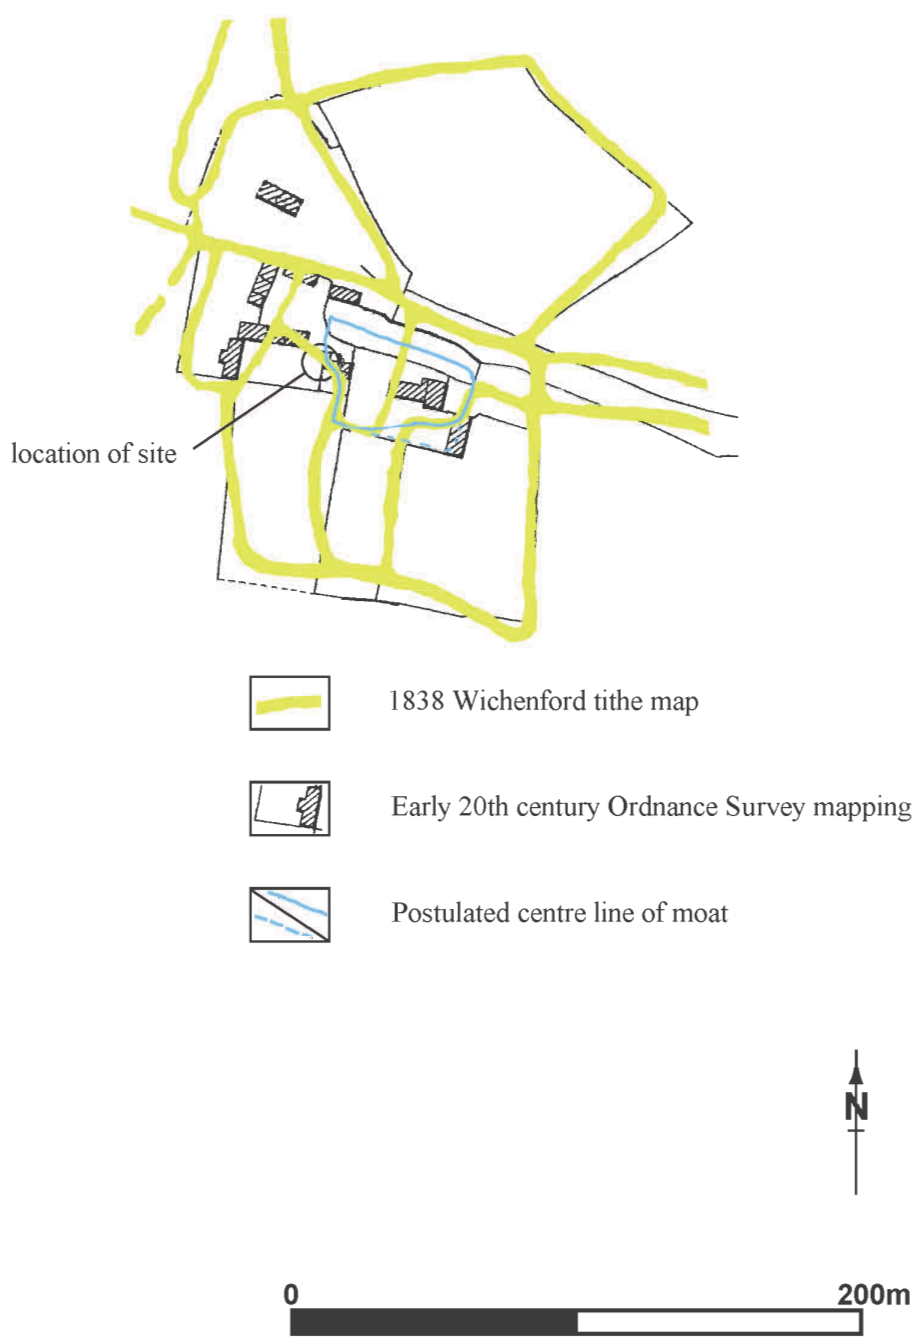 location of site
1838 Wichenford tithe map
Early 20th century Ordnance Survey mapping
Postulated centre line of moat
N
0 200m